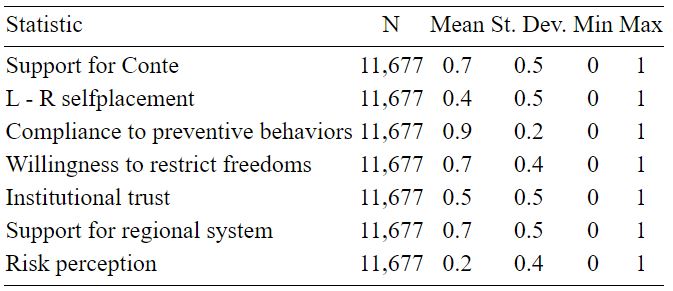 Statistic N Mean St. Dev. Min Max
Support for Conte 11,677 0.7 0.5 0 1
L - R selfplacement 11,677 0.4 0.5 0 1
Compliance to preventive behaviors 11,677 0.9 0.2 0 1
Willingness to restrict freedoms 11,677 0.7 0.4 0 1
Institutional trust 11,677 0.5 0.5 0 1
Support for regional system 11,677 0.7 0.5 0 1
Risk perception 11,677 0.2 0.4 0 1